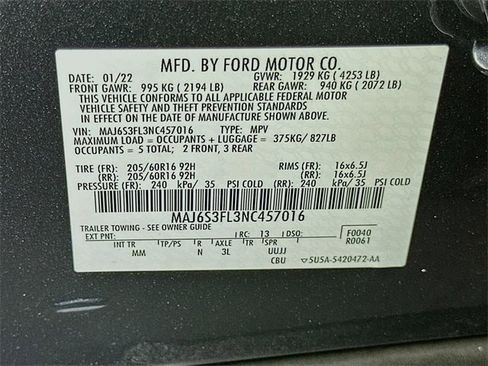 MFD. BY FORD MOTOR CO.
DATE: 01/22 GVWR: 1929 KG ( 4253 LB)
FRONT GAWR: 995 KG ( 2194 LB) REAR GAWR: 940 KG ( 2072 LB)
THIS VEHICLE CONFORMS TO ALL APPLICABLE FEDERAL MOTOR
VEHICLE SAFETY AND THEFT PREVENTION STANDARDS
IN EFFECT ON THE DATE OF MANUFACTURE SHOWN ABOVE.
VIN: MAJ6S3FL3NC457016 TYPE: MPV
MAXIMUM LOAD = OCCUPANTS + LUGGAGE = 375KG/ 827LB
OCCUPANTS = 5 TOTAL: 2 FRONT, 3 REAR
TIRE (FR): 205/60R16 92H RIMS (FR): 16x6.5J
(RR): 205/60R16 92H (RR): 16x6.5J
PRESSURE (FR): 240 kPa/ 35 PSI COLD (RR): 240 kPa/ 35 PSI COLD
MAJ6S3FL3NC457016
TRAILER TOWING - SEE OWNER GUIDE
EXT PNT: RC: 13 DSO: F0040
R0061
INT TR TP/PS R AXLE TR SPR
MM N 3L UUJJ
CBU 5U5A-5420472-AA